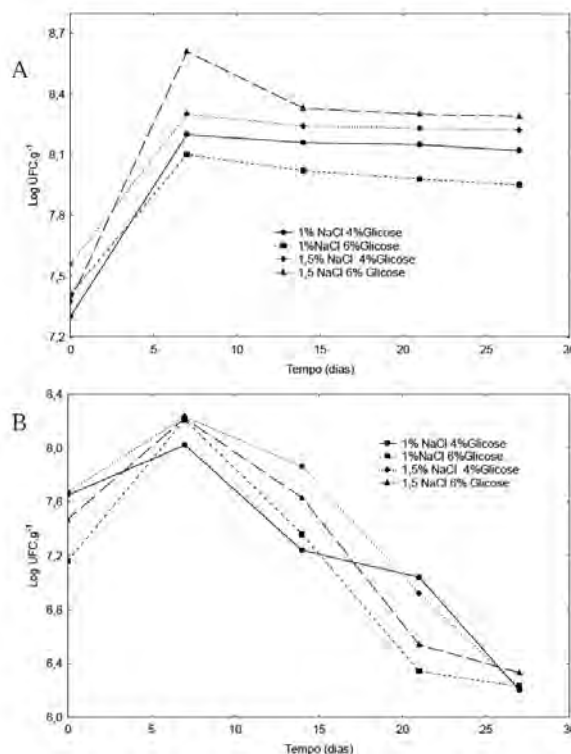 A
8,7
8,4
8,1
7,8
7,5
7,2
Log UFC.g⁻¹
1% NaCl 4%Glicose
1%NaCl 6%Glicose
1,5% NaCl 4%Glicose
1,5 NaCl 6% Glicose
0 5 10 15 20 25 30
Tempo (dias)
B
8,4
8,0
7,6
7,2
6,8
6,4
6,0
Log UFC.g⁻¹
1% NaCl 4%Glicose
1%NaCl 6%Glicose
1,5% NaCl 4%Glicose
1,5 NaCl 6% Glicose
0 5 10 15 20 25 30
Tempo (dias)